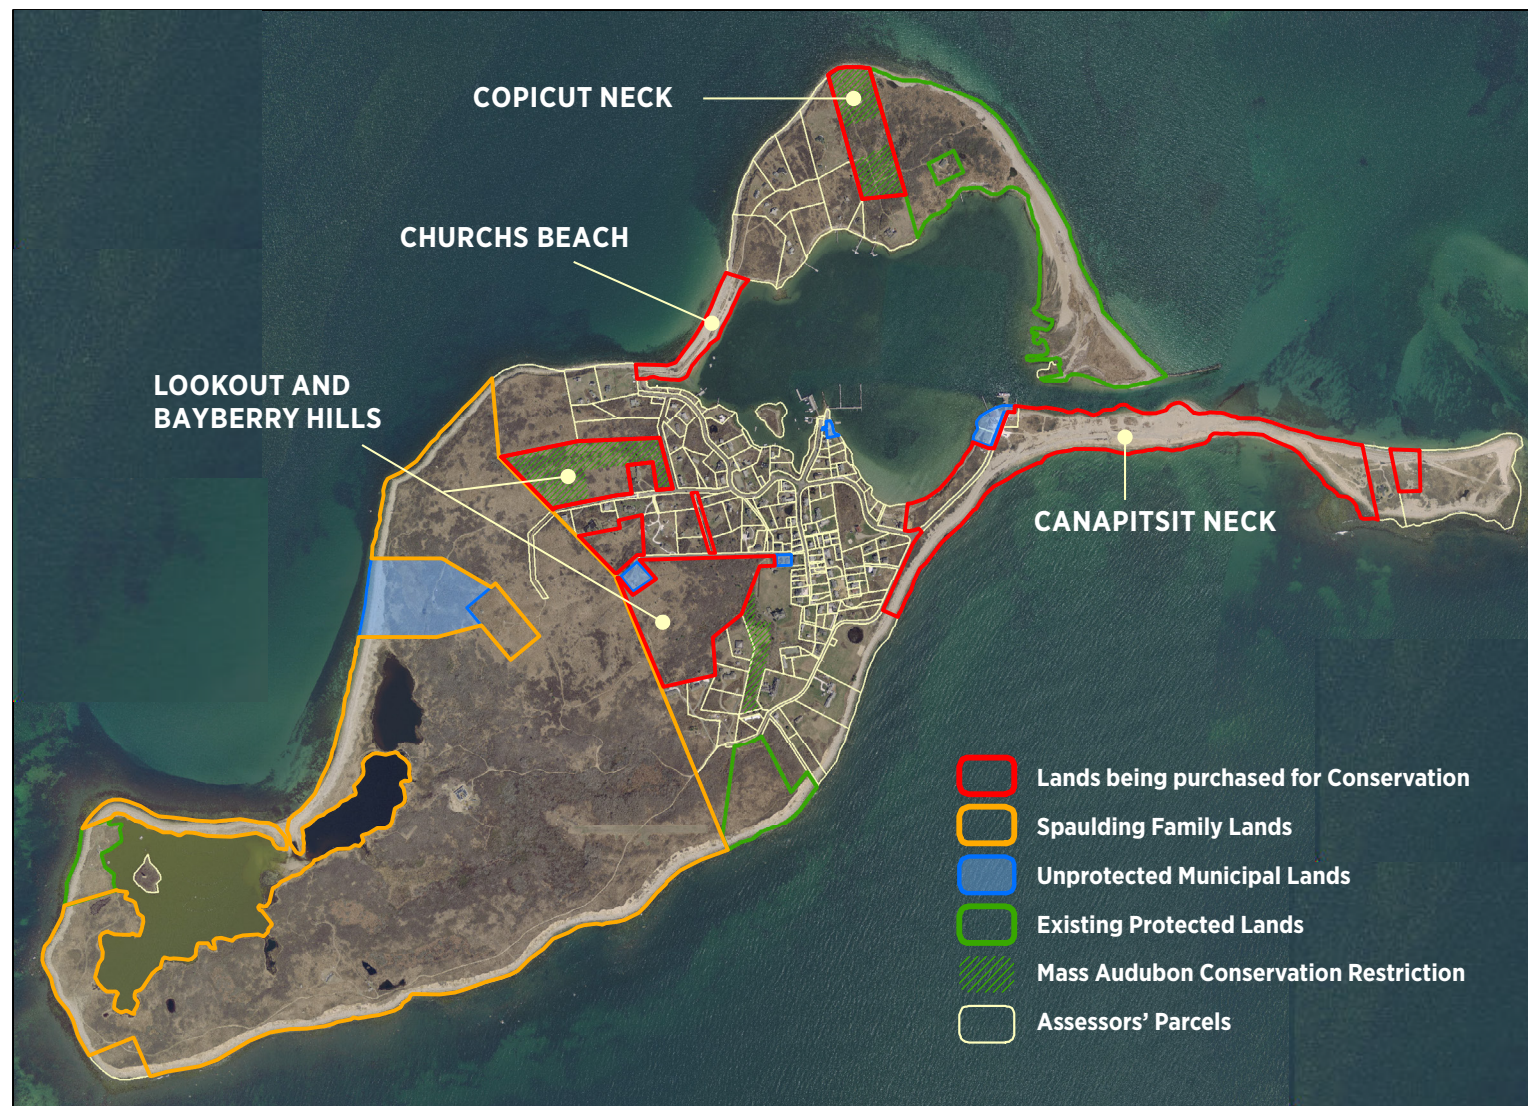 COPICUT NECK
CHURCHS BEACH
LOOKOUT AND
BAYBERRY HILLS
CANAPITSIT NECK
Lands being purchased for Conservation
Spaulding Family Lands
Unprotected Municipal Lands
Existing Protected Lands
Mass Audubon Conservation Restriction
Assessors’ Parcels